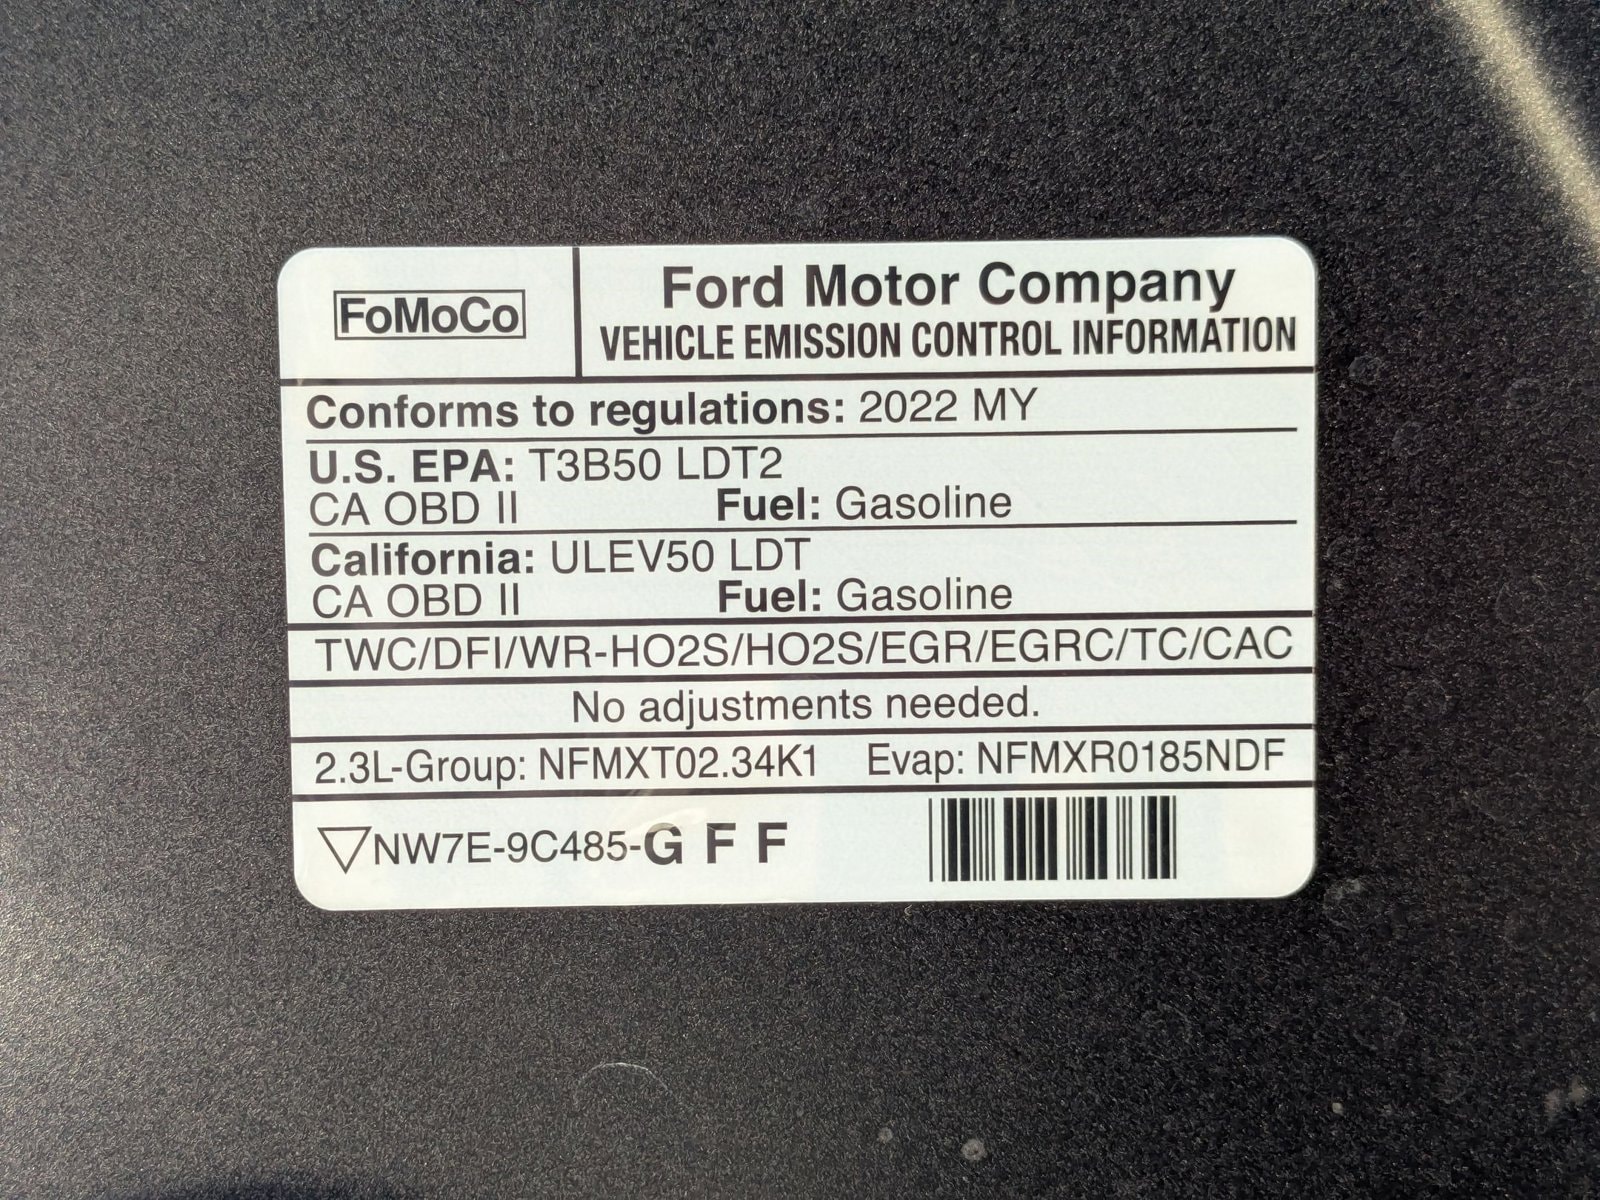 FoMoCo
Ford Motor Company
VEHICLE EMISSION CONTROL INFORMATION
Conforms to regulations: 2022 MY
U.S. EPA: T3B50 LDT2
CA OBD II Fuel: Gasoline
California: ULEV50 LDT
CA OBD II Fuel: Gasoline
TWC/DFI/WR-HO2S/HO2S/EGR/EGRC/TC/CAC
No adjustments needed.
2.3L-Group: NFMXT02.34K1 Evap: NFMXR0185NDF
NW7E-9C485-G F F